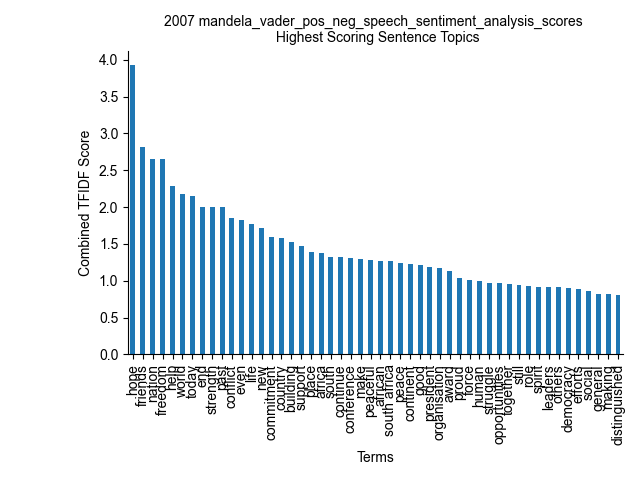 2007 mandela_vader_pos_neg_speech_sentiment_analysis_scores
Highest Scoring Sentence Topics
Combined TFIDF Score
4.0
3.5
3.0
2.5
2.0
1.5
1.0
0.5
0.0
hope
friends
nation
freedom
help
world
today
end
strength
past
conflict
even
life
new
commitment
country
building
support
place
africa
south
continue
conference
make
peaceful
african
south africa
peace
continent
good
president
organisation
award
proud
force
human
struggle
opportunities
together
still
role
spirit
leaders
others
democracy
efforts
social
general
making
distinguished
Terms